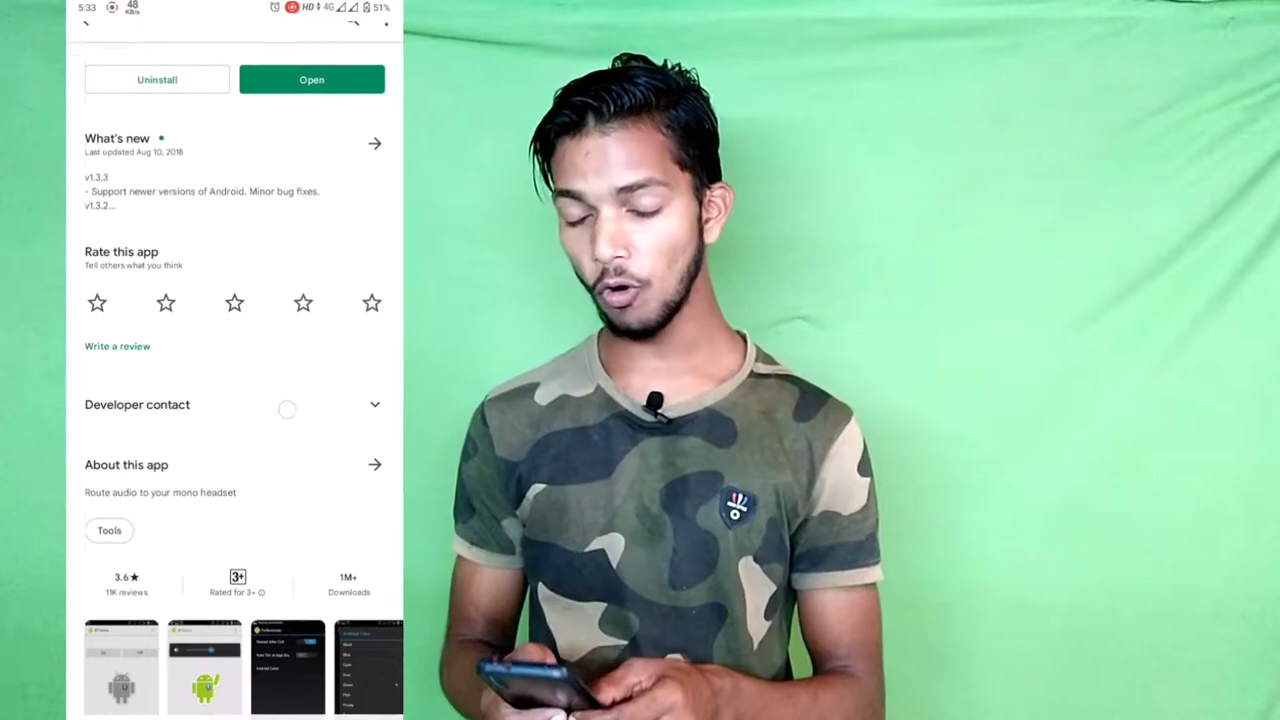 5:33
48
KB/s
HD 4G 51%
Uninstall
Open
What's new
Last updated Aug 10, 2018
v1.3.3
- Support newer versions of Android. Minor bug fixes.
v1.3.2...
Rate this app
Tell others what you think
Write a review
Developer contact
About this app
Route audio to your mono headset
Tools
3.6★
11K reviews
3+
Rated for 3+
1M+
Downloads
Preferences